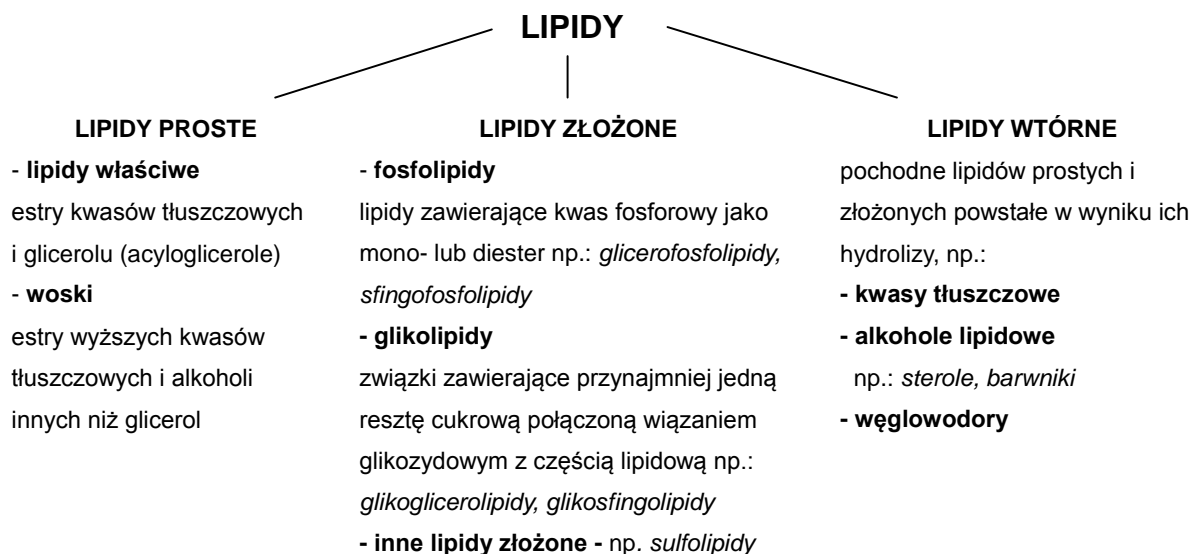 LIPIDY
LIPIDY PROSTE
- lipidy właściwe
estry kwasów tłuszczowych
i glicerolu (acyloglicerole)
- woski
estry wyższych kwasów
tłuszczowych i alkoholi
innych niż glicerol
LIPIDY ZŁOŻONE
- fosfolipidy
lipidy zawierające kwas fosforowy jako
mono- lub diester np.: glicerofosfolipidy,
sfingofosfolipidy
- glikolipidy
związki zawierające przynajmniej jedną
resztę cukrową połączoną wiązaniem
glikozydowym z częścią lipidową np.:
glikoglicerolipidy, glikosfingolipidy
- inne lipidy złożone - np. sulfolipidy
LIPIDY WTÓRNE
pochodne lipidów prostych i
złożonych powstałe w wyniku ich
hydrolizy, np.:
- kwasy tłuszczowe
- alkohole lipidowe
np.: sterole, barwniki
- węglowodory